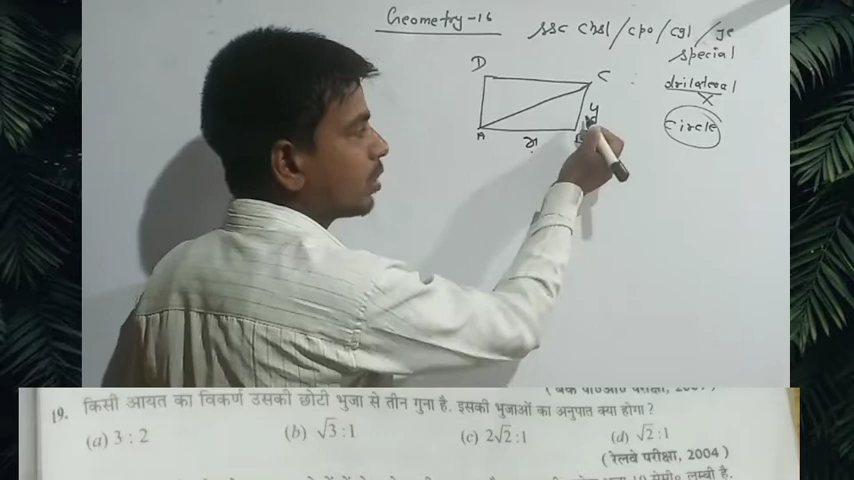 Geometry-16
SSC chsl/cpo/cgl/je
special
drilateral
circle
D
C
y
A
x
19. किसी आयत का विकर्ण उसकी छोटी भुजा से तीन गुना है. इसकी भुजाओं का अनुपात क्या होगा?
(a) 3 : 2
(b) √3 : 1
(c) 2√2 : 1
(d) √2 : 1
(रेलवे परीक्षा, 2004)